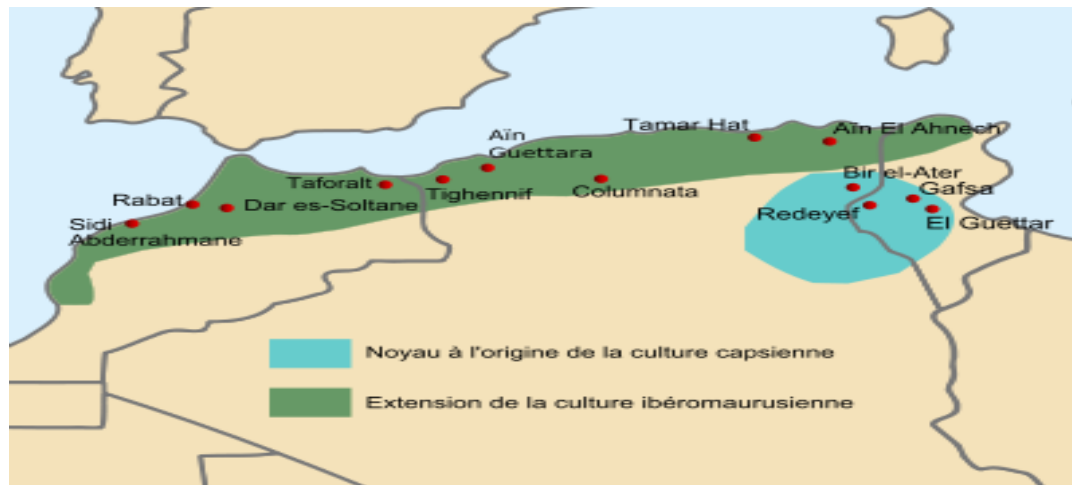 Tamar Hat
Aïn El Ahnech
Aïn
Guettara
Bir el-Ater
Taforalt
Tighennif
Columnata
Gafsa
Rabat
Dar es-Soltane
Redeyef
El Guettar
Sidi
Abderrahmane
Noyau à l'origine de la culture capsienne
Extension de la culture ibéromaurusienne